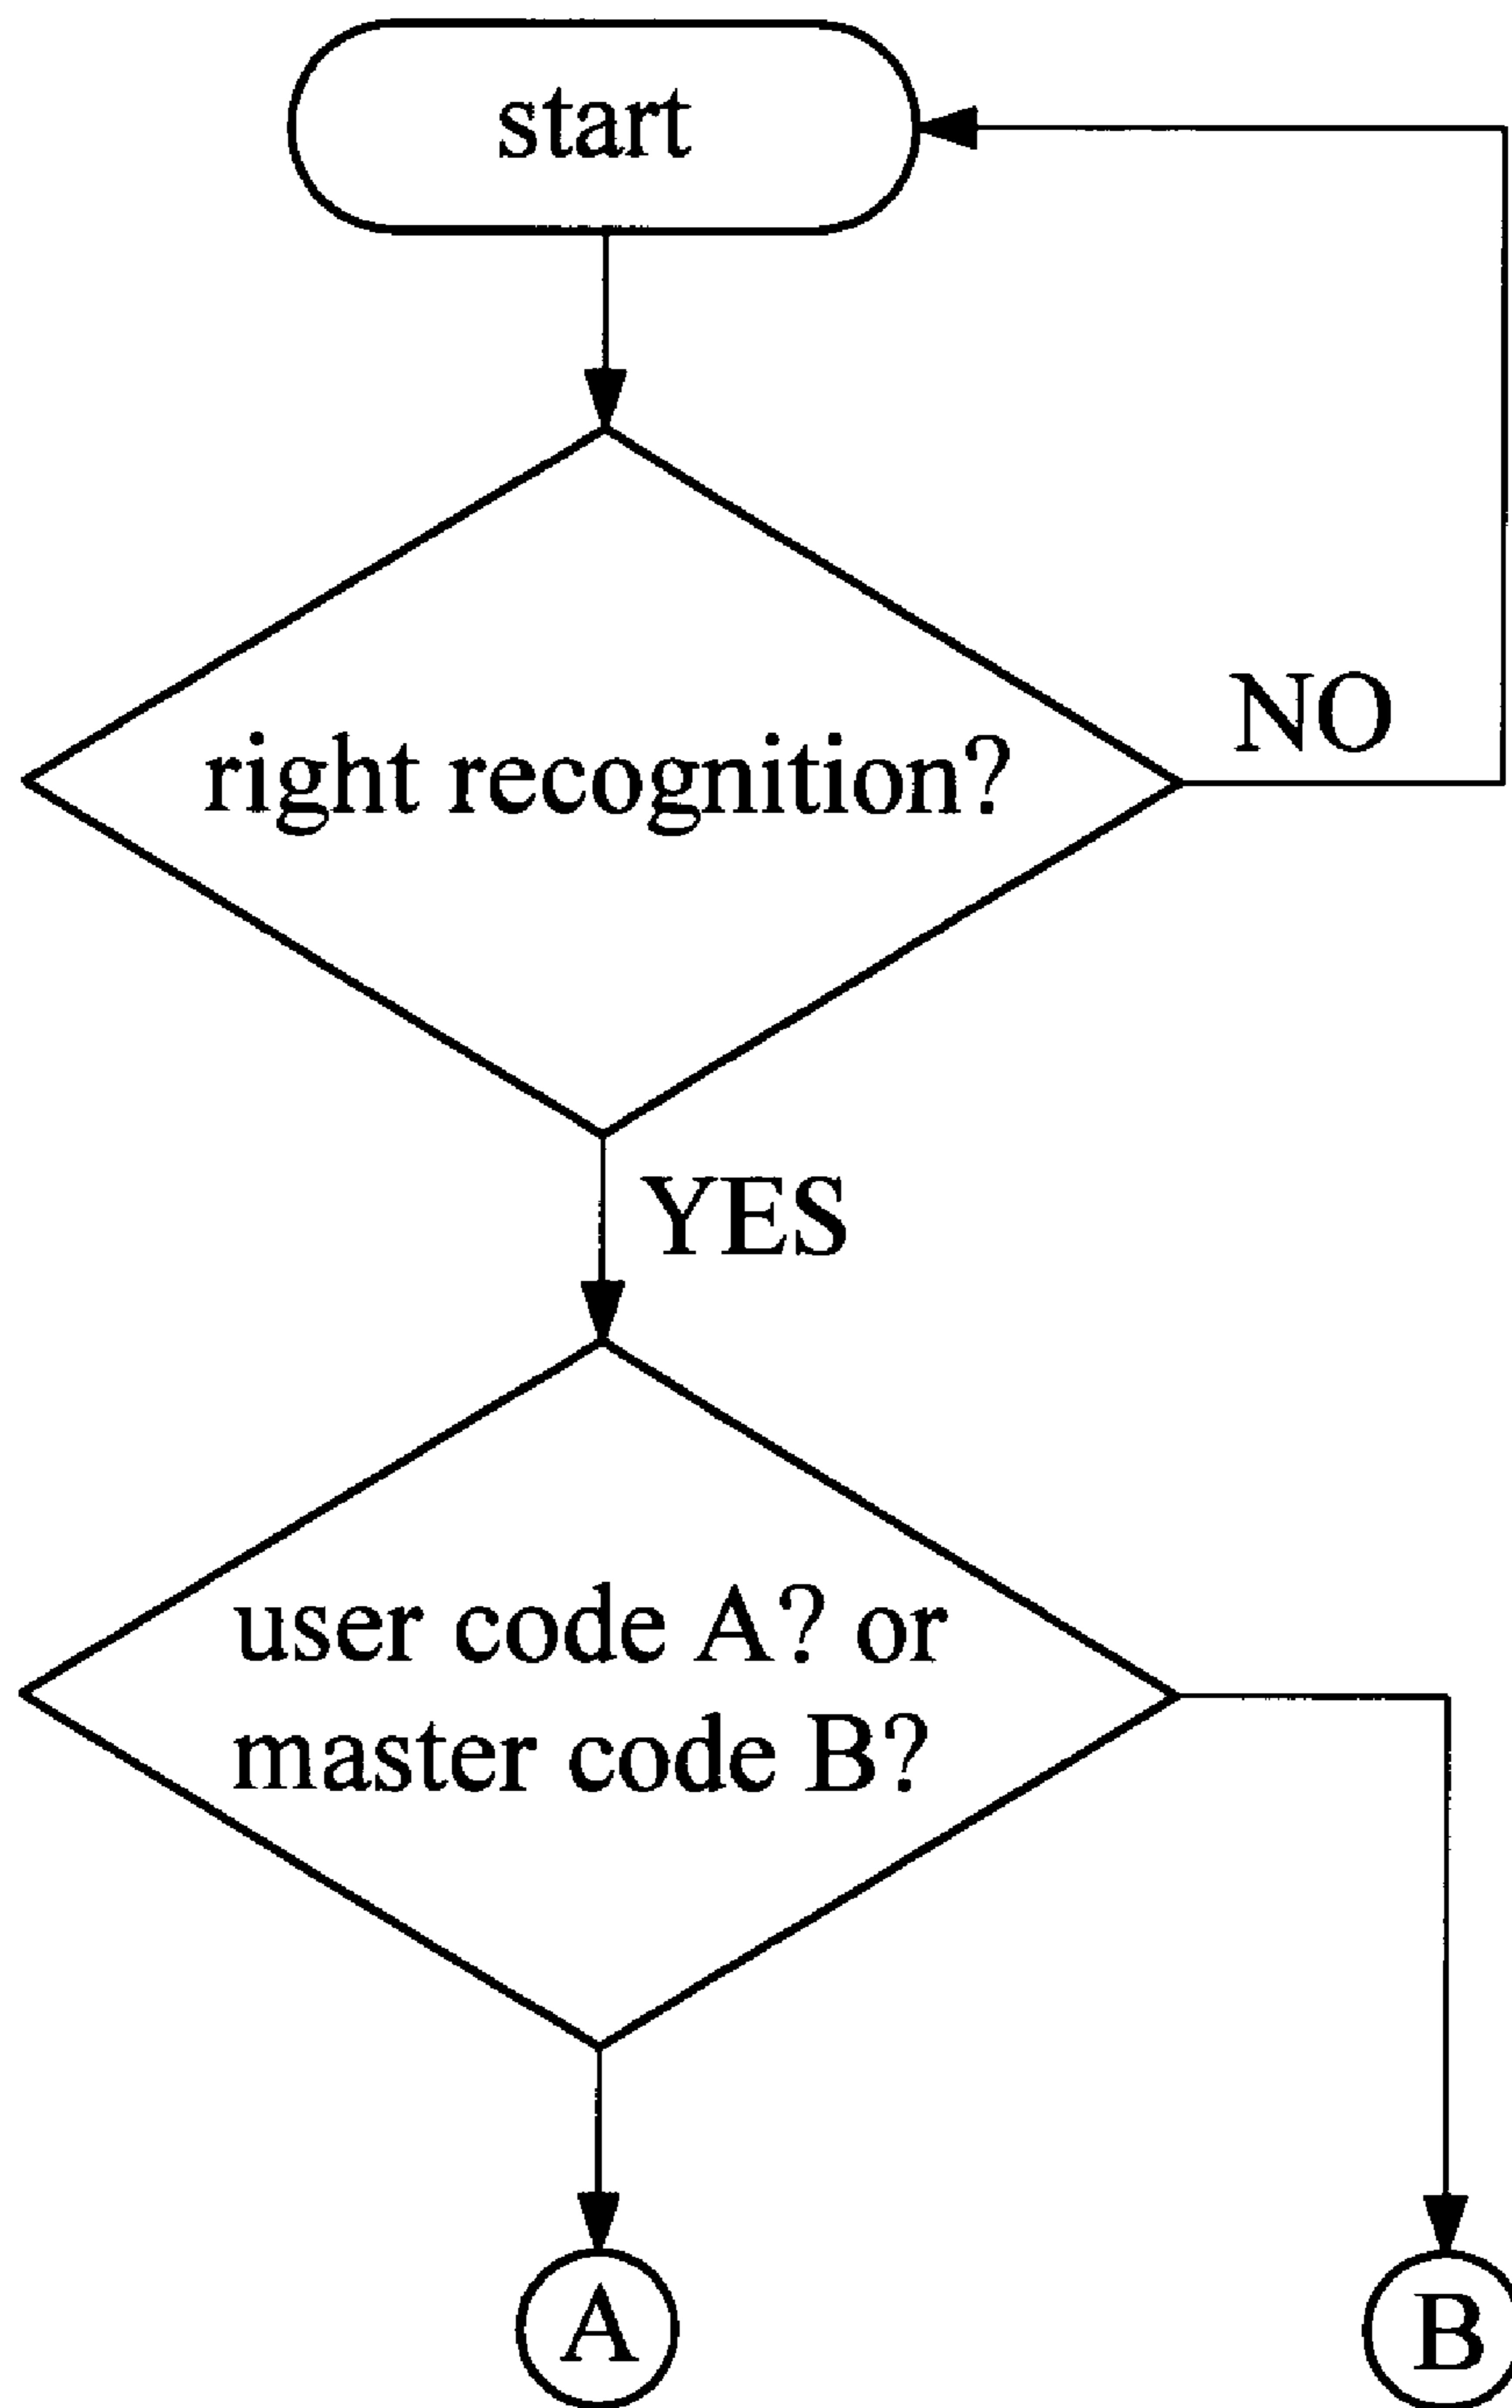 start
right recognition?
NO
YES
user code A? or
master code B?
A
B